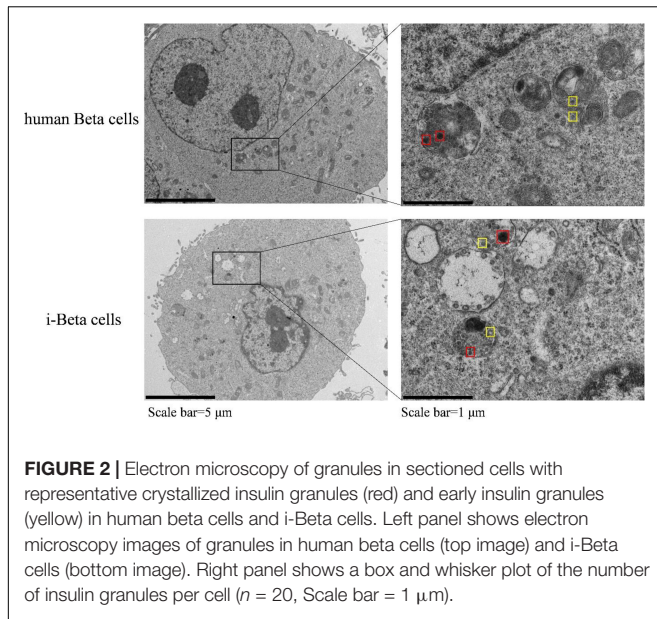 human Beta cells
i-Beta cells
Scale bar=5 μm
Scale bar=1 μm
FIGURE 2 | Electron microscopy of granules in sectioned cells with
representative crystallized insulin granules (red) and early insulin granules
(yellow) in human beta cells and i-Beta cells. Left panel shows electron
microscopy images of granules in human beta cells (top image) and i-Beta
cells (bottom image). Right panel shows a box and whisker plot of the number
of insulin granules per cell (n = 20, Scale bar = 1 μm).